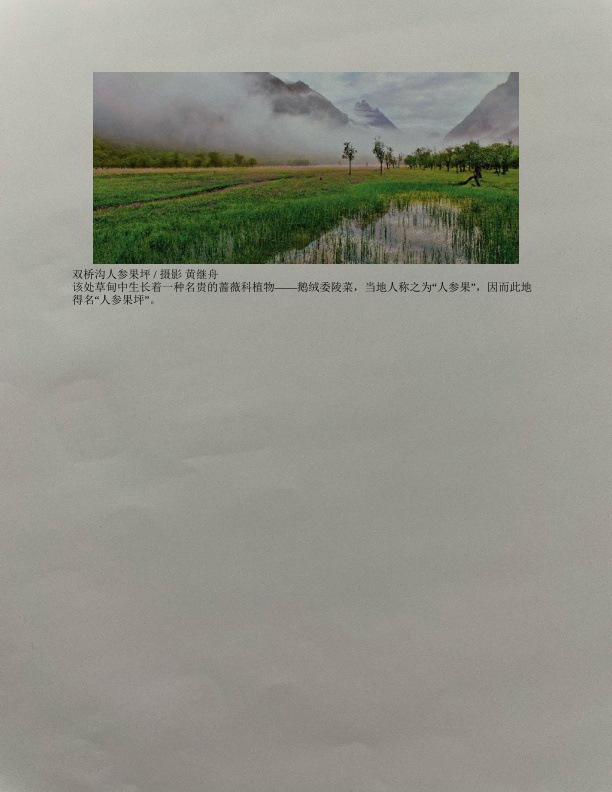 双桥沟人参果坪 / 摄影 黄继舟
该处草甸中生长着一种名贵的蔷薇科植物——鹅绒委陵菜，当地人称之为“人参果”，因而此地
得名“人参果坪”。